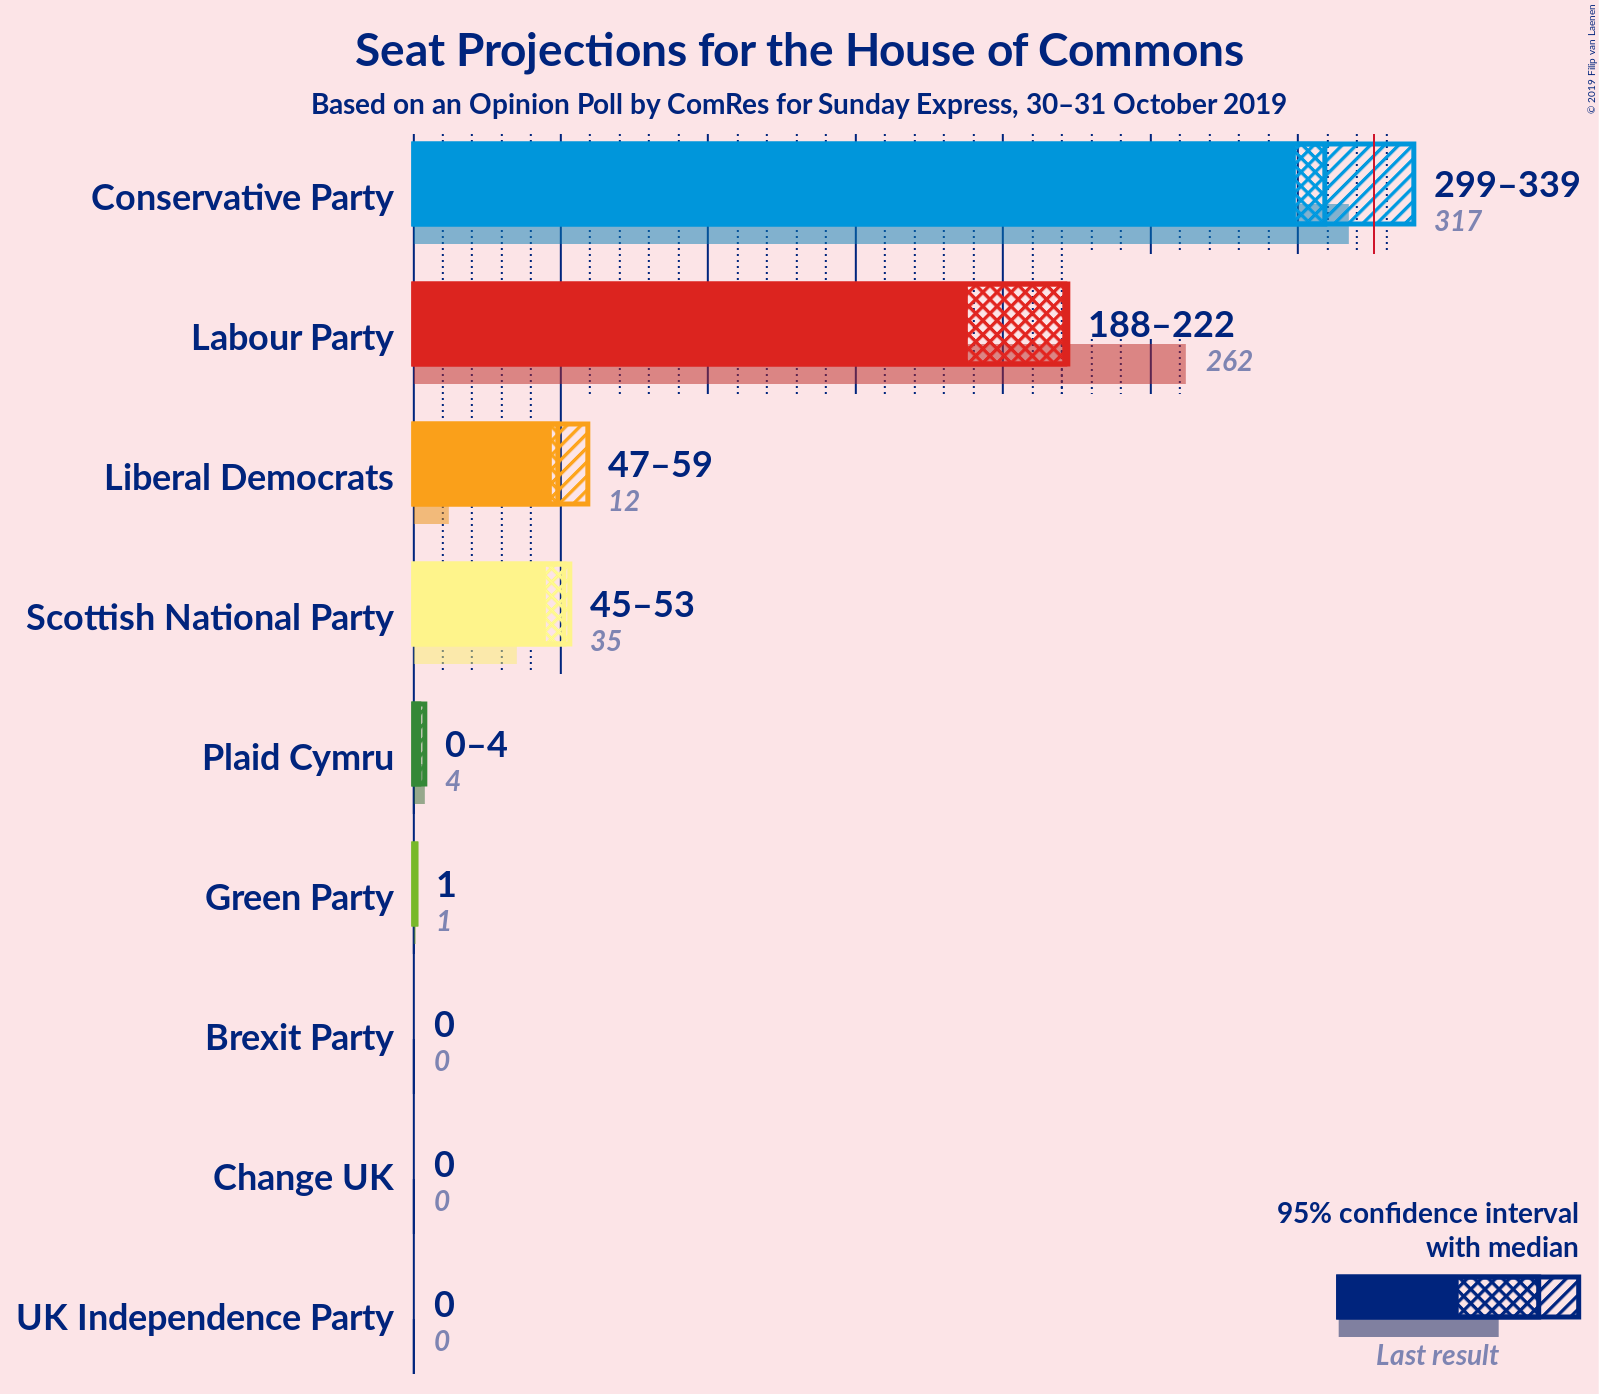 Seat Projections for the House of Commons
Based on an Opinion Poll by ComRes for Sunday Express, 30–31 October 2019
© 2019 Filip van Laenen
Conservative Party
299–339
317
Labour Party
188–222
262
Liberal Democrats
47–59
12
Scottish National Party
45–53
35
Plaid Cymru
0–4
4
Green Party
1
1
Brexit Party
0
0
Change UK
0
0
UK Independence Party
0
0
95% confidence interval
with median
Last result